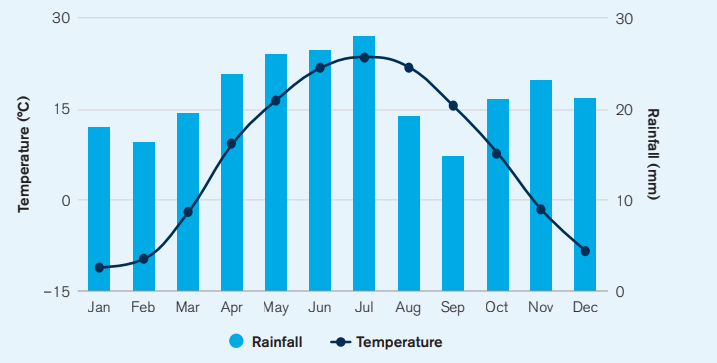 30 30
15 20
0 10
–15 0
Temperature (°C)
Rainfall (mm)
Jan Feb Mar Apr May Jun Jul Aug Sep Oct Nov Dec
Rainfall Temperature